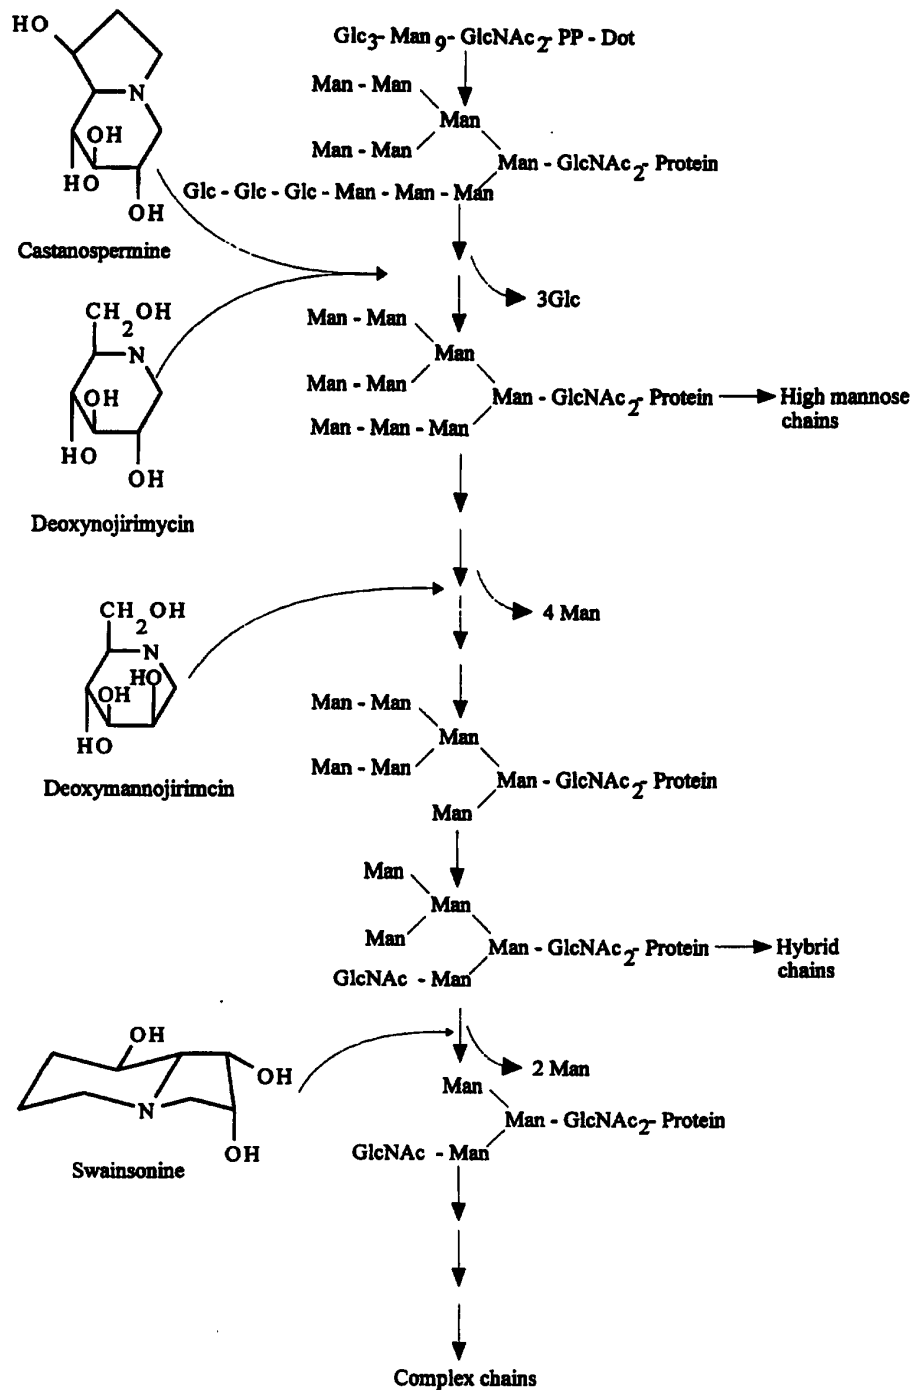 HO
N
OH
HO
OH
Castanospermine
CH2OH
N
OH
HO
OH
Deoxynojirimycin
CH2OH
N
HO
OH
HO
Deoxymannojirimcin
OH
OH
N
OH
Swainsonine
Glc3- Man9- GlcNAc2- PP - Dot
Man - Man
Man
Man - Man
Man - GlcNAc2- Protein
Glc - Glc - Glc - Man - Man - Man
3Glc
Man - Man
Man
Man - Man
Man - GlcNAc2- Protein
High mannose
chains
Man - Man - Man
4 Man
Man - Man
Man
Man - Man
Man - GlcNAc2- Protein
Man
Man
Man
Man
Man - GlcNAc2- Protein
Hybrid
chains
GlcNAc - Man
2 Man
Man
Man - GlcNAc2- Protein
GlcNAc - Man
Complex chains